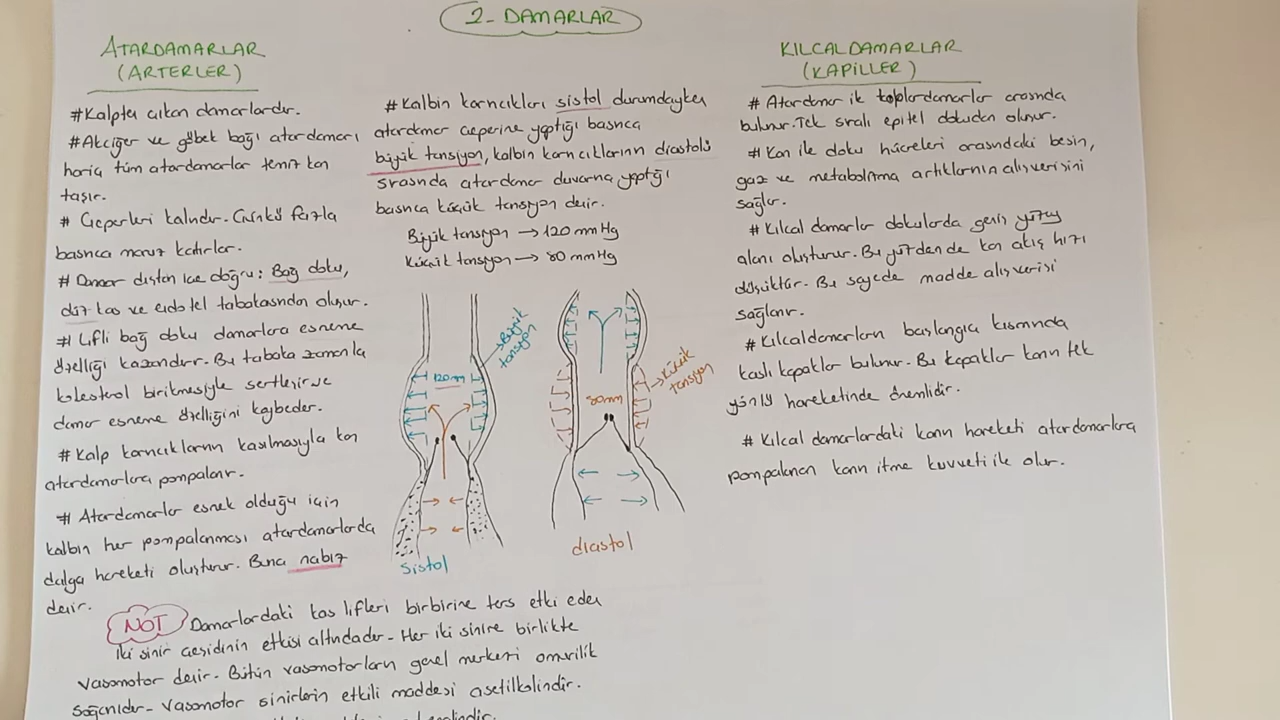 2- DAMARLAR
ATARDAMARLAR
(ARTERLER)
#Kalpten çıkan damarlardır.
#Akciğer ve göbek bağı atardamarı
hariç tüm atardamarlar temiz kan
taşır.
# Çeperleri kalındır. Çünkü fazla
basınca maruz kalırlar.
# Damar dıştan içe doğru: Bağ doku,
düz kas ve endotel tabakasından oluşur.
# Lifli bağ doku damarlara esneme
özelliği kazandırır. Bu tabaka zamanla
kolestrol birikmesiyle sertleşir ve
damar esneme özelliğini kaybeder.
# Kalp karıncıklarının kasılmasıyla kan
atardamarlara pompalanır.
# Atardamarlar esnek olduğu için
kalbin her pompalanması atardamarlarda
dalga hareketi oluşturur. Buna nabız
denir.
# Kalbin karıncıkları sistol durumdayken
atardamar çeperine yaptığı basınca
büyük tansiyon, kalbin karıncıklarının diastolü
sırasında atardamar duvarına yaptığı
basınca küçük tansiyon denir.
Büyük tansiyon → 120 mmHg
Küçük tansiyon → 80 mmHg
Büyük
tansiyon
120mm
sistol
Küçük
tansiyon
80mm
diastol
KILCALDAMARLAR
(KAPİLLER)
# Atardamar ile toplardamarlar arasında
bulunur. Tek sıralı epitel dokudan oluşur.
# Kan ile doku hücreleri arasındaki besin,
gaz ve metabolizma artıklarının alışverişini
sağlar.
# Kılcal damarlar dokularda geniş yüzey
alanı oluşturur. Bu yüzden de kan akış hızı
düşüktür. Bu sayede madde alışverişi
sağlanır.
# Kılcaldamarların başlangıç kısmında
kaslı kapaklar bulunur. Bu kapaklar kanın tek
yönlü hareketinde önemlidir.
# Kılcal damarlardaki kanın hareketi atardamarlara
pompalanan kanın itme kuvveti ile olur.
NOT Damarlardaki kas lifleri birbirine ters etki eden
iki sinir çeşidinin etkisi altındadır- Her iki sinire birlikte
vasomotor denir- Bütün vasomotorların genel merkezi omurilik
soğanıdır- Vasomotor sinirlerin etkili maddesi asetilkolindir.